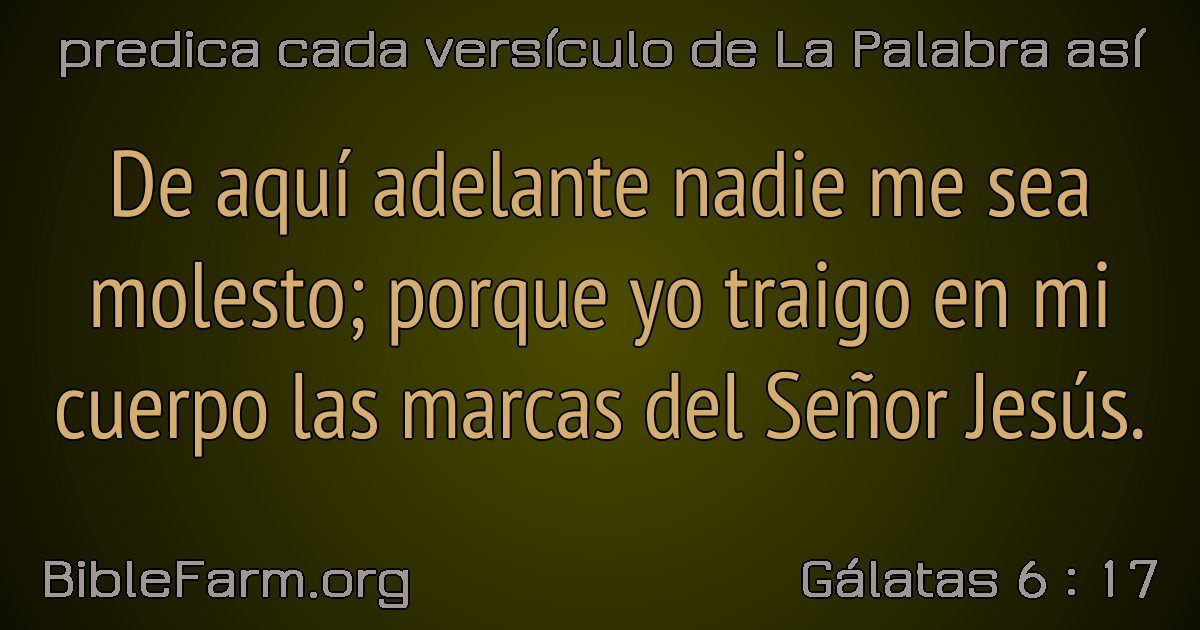 predica cada versículo de La Palabra así
De aquí adelante nadie me sea
molesto; porque yo traigo en mi
cuerpo las marcas del Señor Jesús.
BibleFarm.org
Gálatas 6 : 17